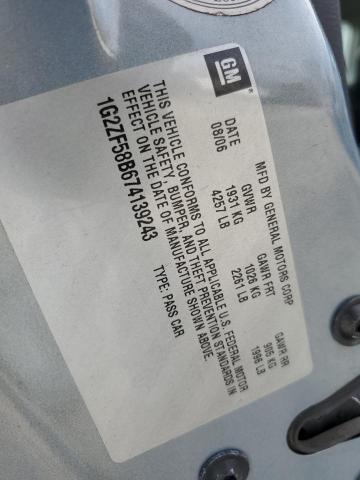 GM
MFD BY GENERAL MOTORS CORP
DATE GVWR GAWR FRT GAWR RR
08/06 1931 KG 1026 KG 905 KG
4257 LB 2261 LB 1996 LB
THIS VEHICLE CONFORMS TO ALL APPLICABLE U.S. FEDERAL MOTOR
VEHICLE SAFETY, BUMPER, AND THEFT PREVENTION STANDARDS IN
EFFECT ON THE DATE OF MANUFACTURE SHOWN ABOVE.
1G2ZF58B674139243 TYPE: PASS CAR